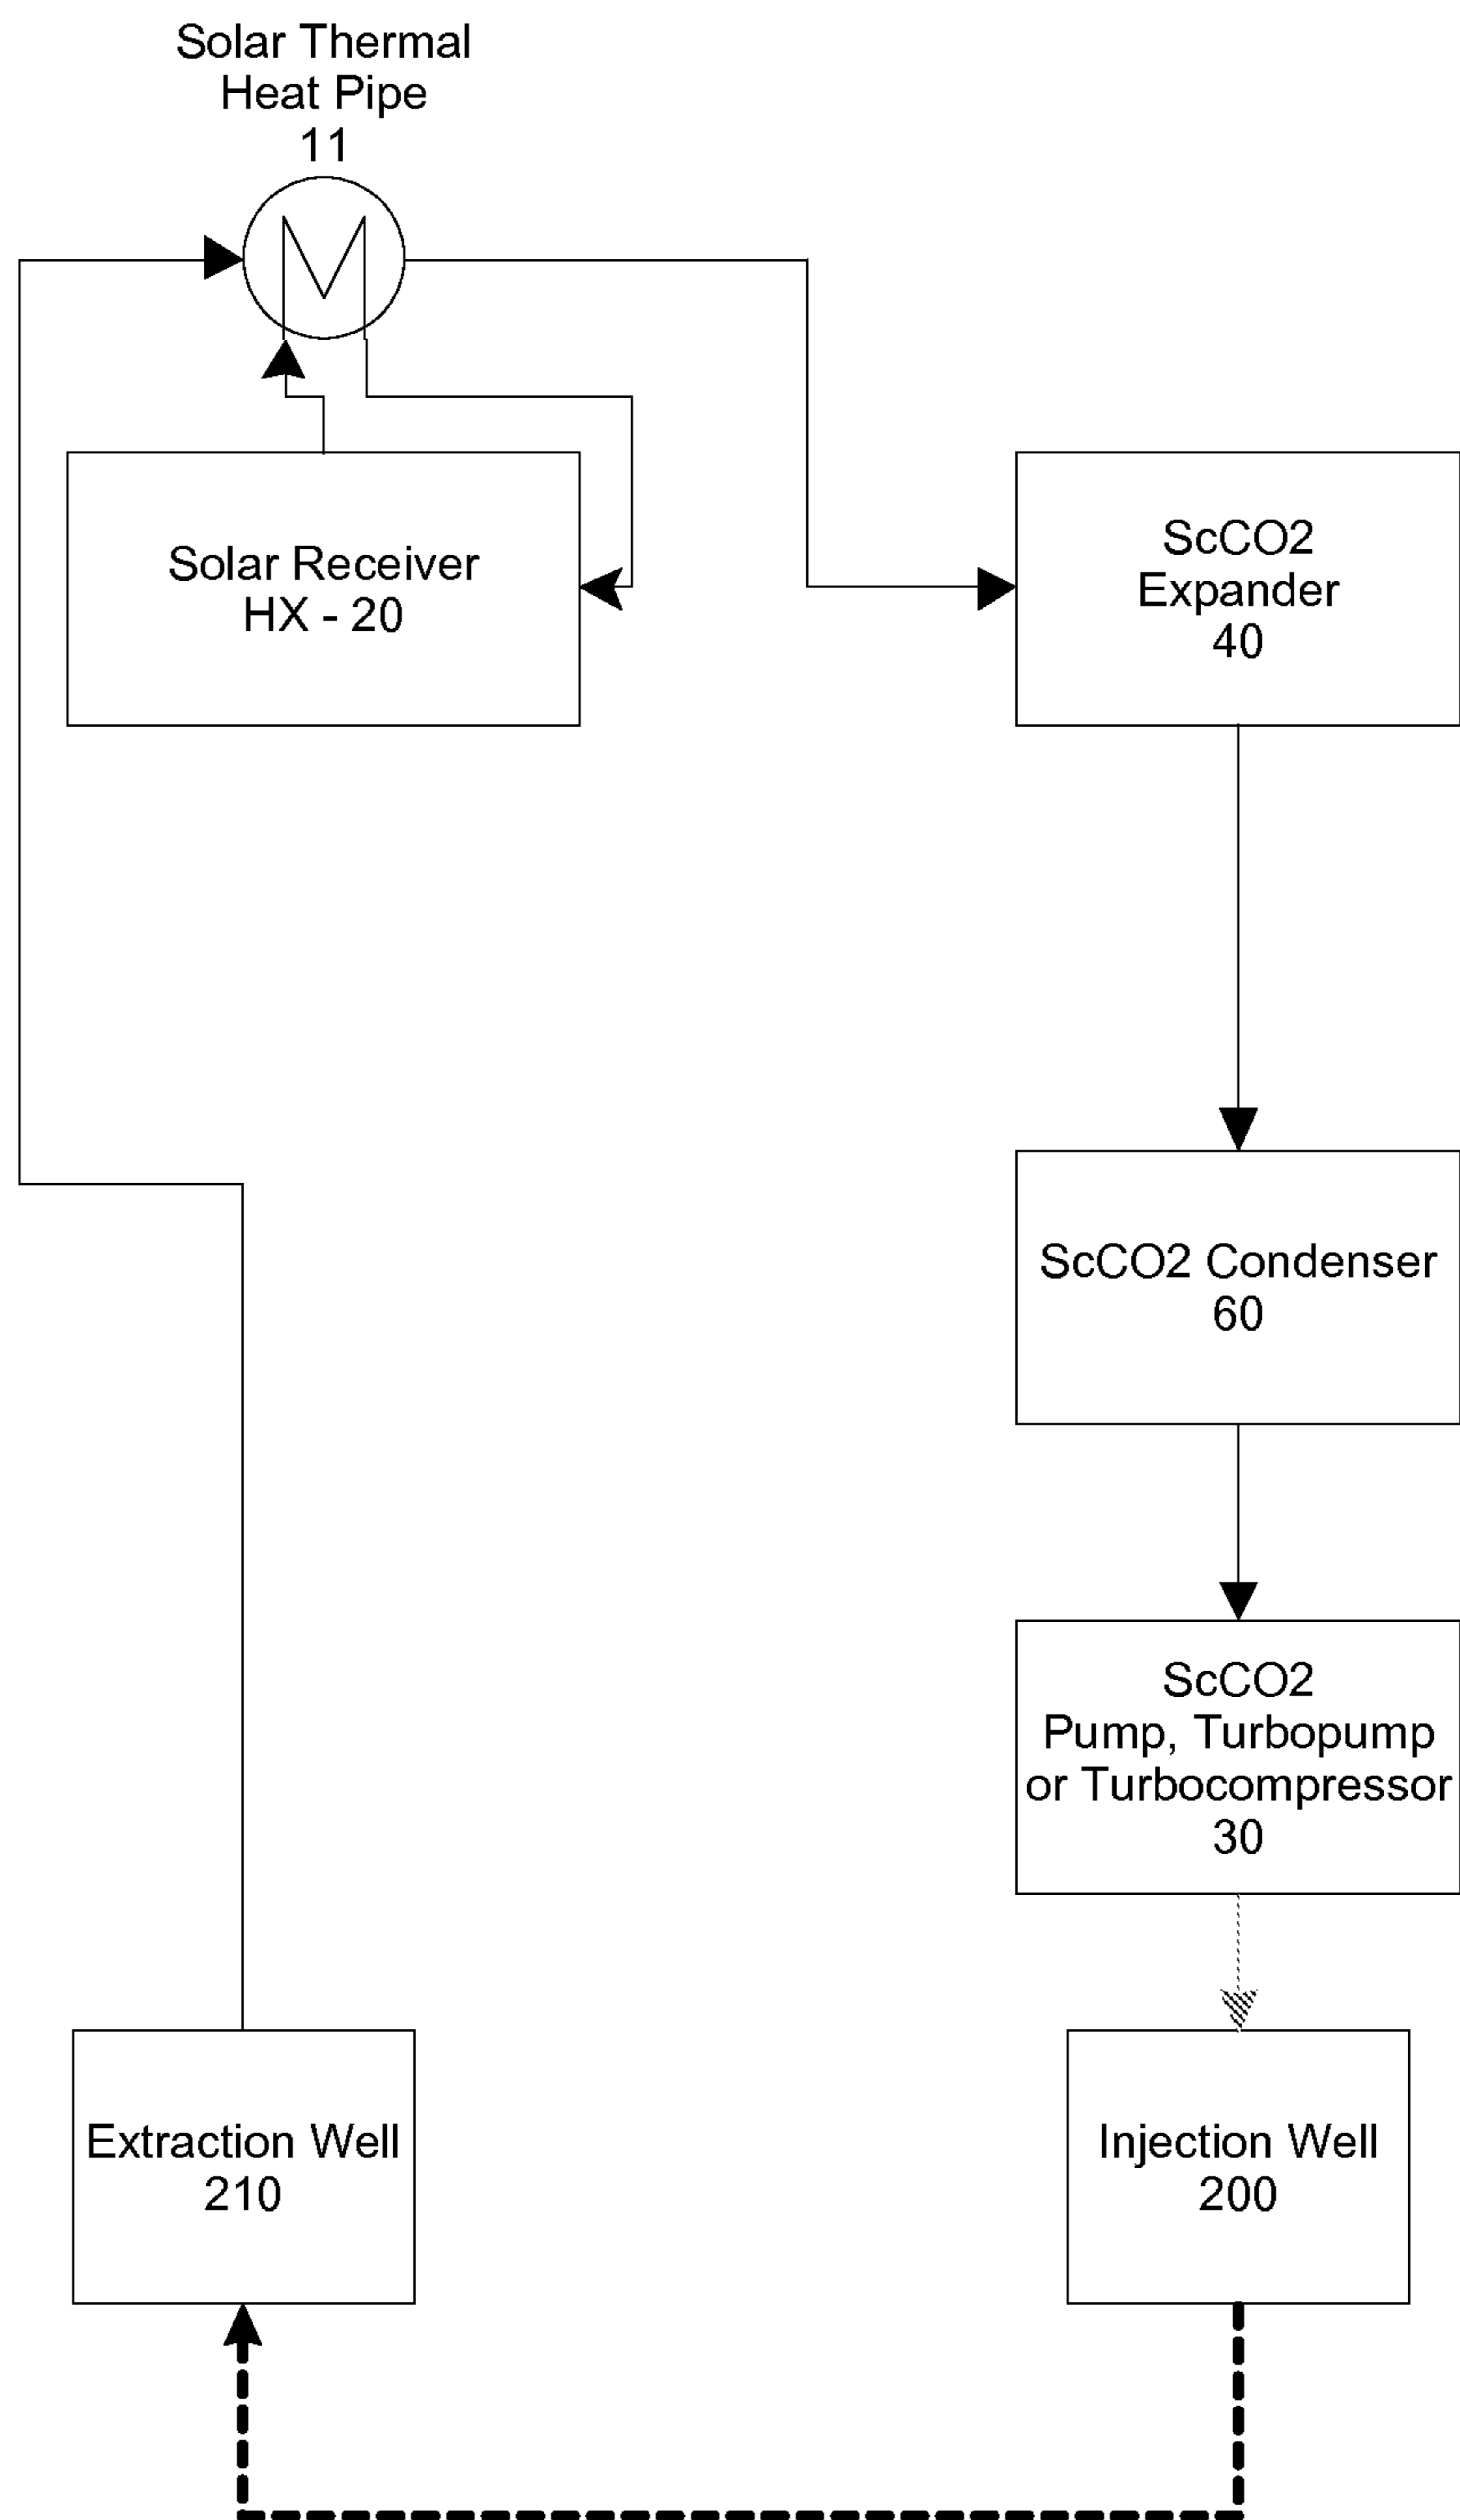 Solar Thermal
Heat Pipe
11
Solar Receiver
HX - 20
ScCO2
Expander
40
ScCO2 Condenser
60
ScCO2
Pump, Turbopump
or Turbocompressor
30
Extraction Well
210
Injection Well
200